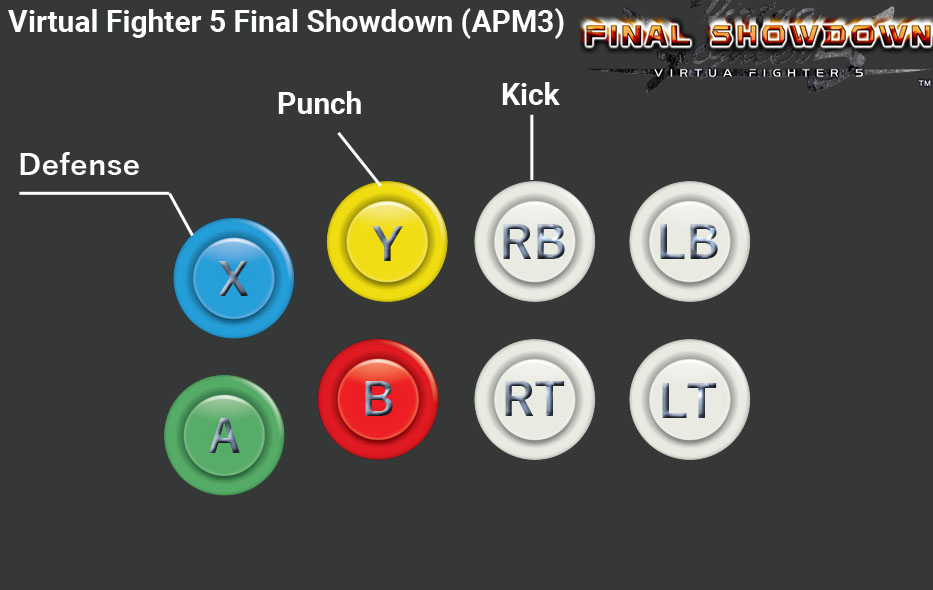 Virtual Fighter 5 Final Showdown (APM3)
FINAL SHOWDOWN
VIRTUA FIGHTER 5
TM
Punch
Kick
Defense
X
Y
RB
LB
A
B
RT
LT